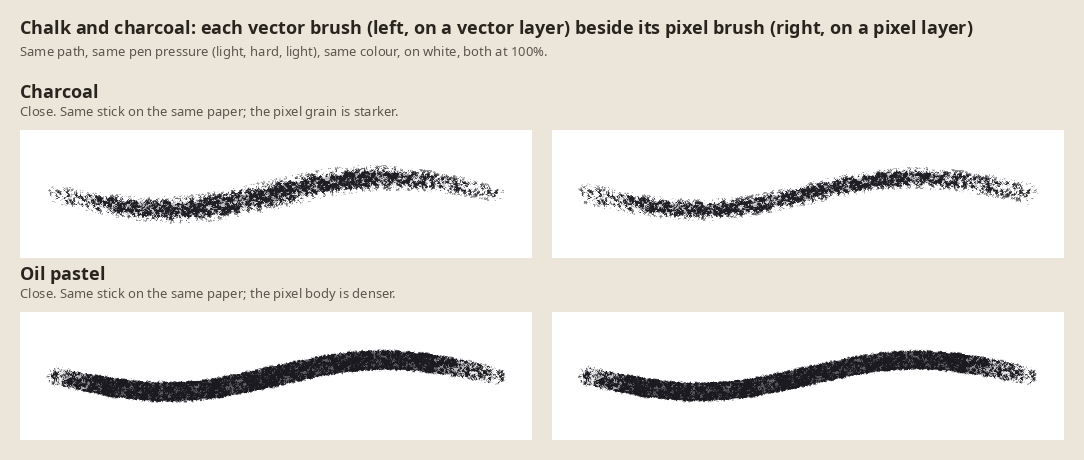 Chalk and charcoal: each vector brush (left, on a vector layer) beside its pixel brush (right, on a pixel layer)
Same path, same pen pressure (light, hard, light), same colour, on white, both at 100%.
Charcoal
Close. Same stick on the same paper; the pixel grain is starker.
Oil pastel
Close. Same stick on the same paper; the pixel body is denser.